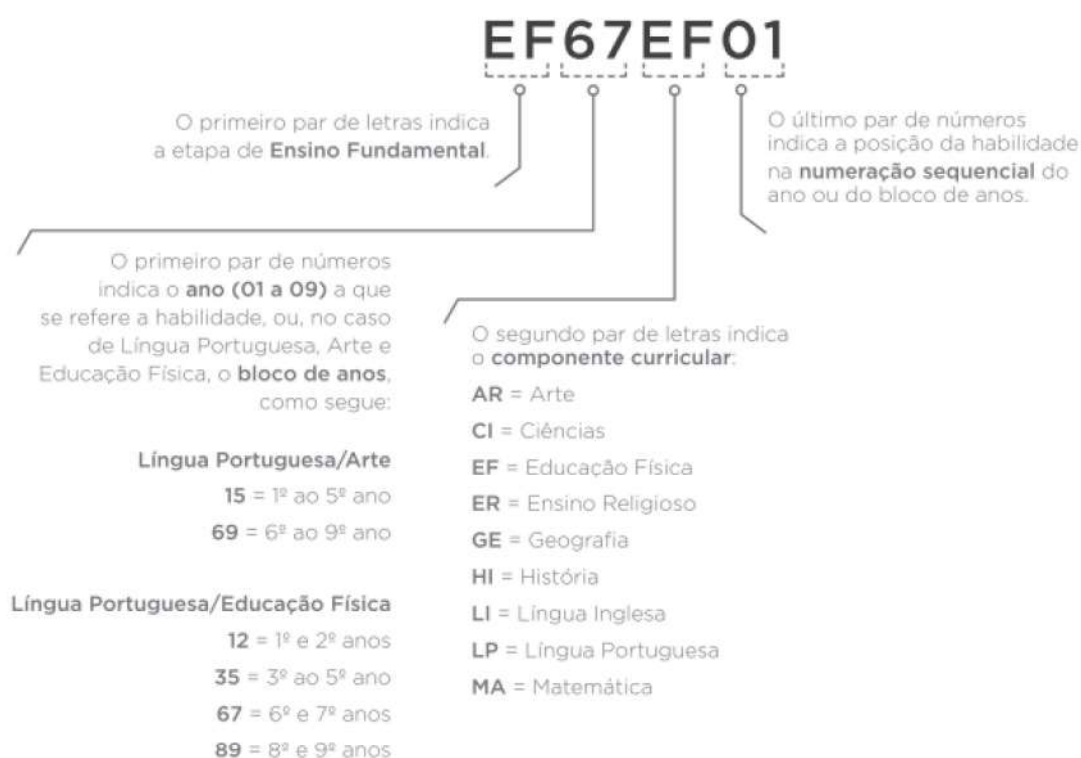 EF67EF01
O primeiro par de letras indica
a etapa de Ensino Fundamental.
O último par de números
indica a posição da habilidade
na numeração sequencial do
ano ou do bloco de anos.
O primeiro par de números
indica o ano (01 a 09) a que
se refere a habilidade, ou, no caso
de Língua Portuguesa, Arte e
Educação Física, o bloco de anos,
como segue:
Língua Portuguesa/Arte
15 = 1º ao 5º ano
69 = 6º ao 9º ano
Língua Portuguesa/Educação Física
12 = 1º e 2º anos
35 = 3º ao 5º ano
67 = 6º e 7º anos
89 = 8º e 9º anos
O segundo par de letras indica
o componente curricular:
AR = Arte
CI = Ciências
EF = Educação Física
ER = Ensino Religioso
GE = Geografia
HI = História
LI = Língua Inglesa
LP = Língua Portuguesa
MA = Matemática